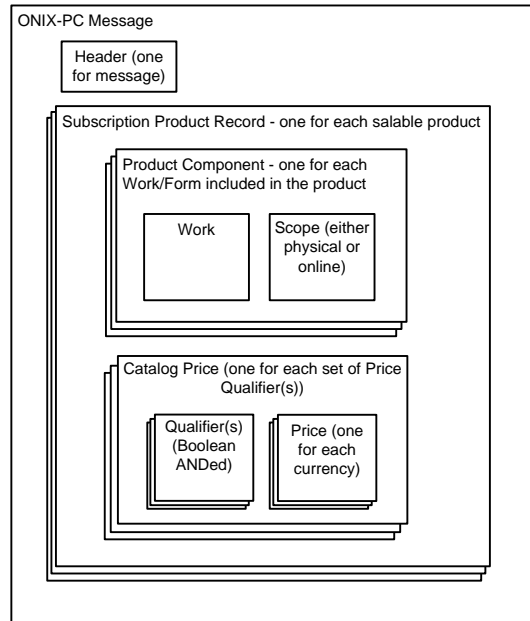 ONIX-PC Message
Header (one
for message)
Subscription Product Record - one for each salable product
Product Component - one for each
Work/Form included in the product
Work
Scope (either
physical or
online)
Catalog Price (one for each set of Price
Qualifier(s))
Qualifier(s)
(Boolean
ANDed)
Price (one
for each
currency)